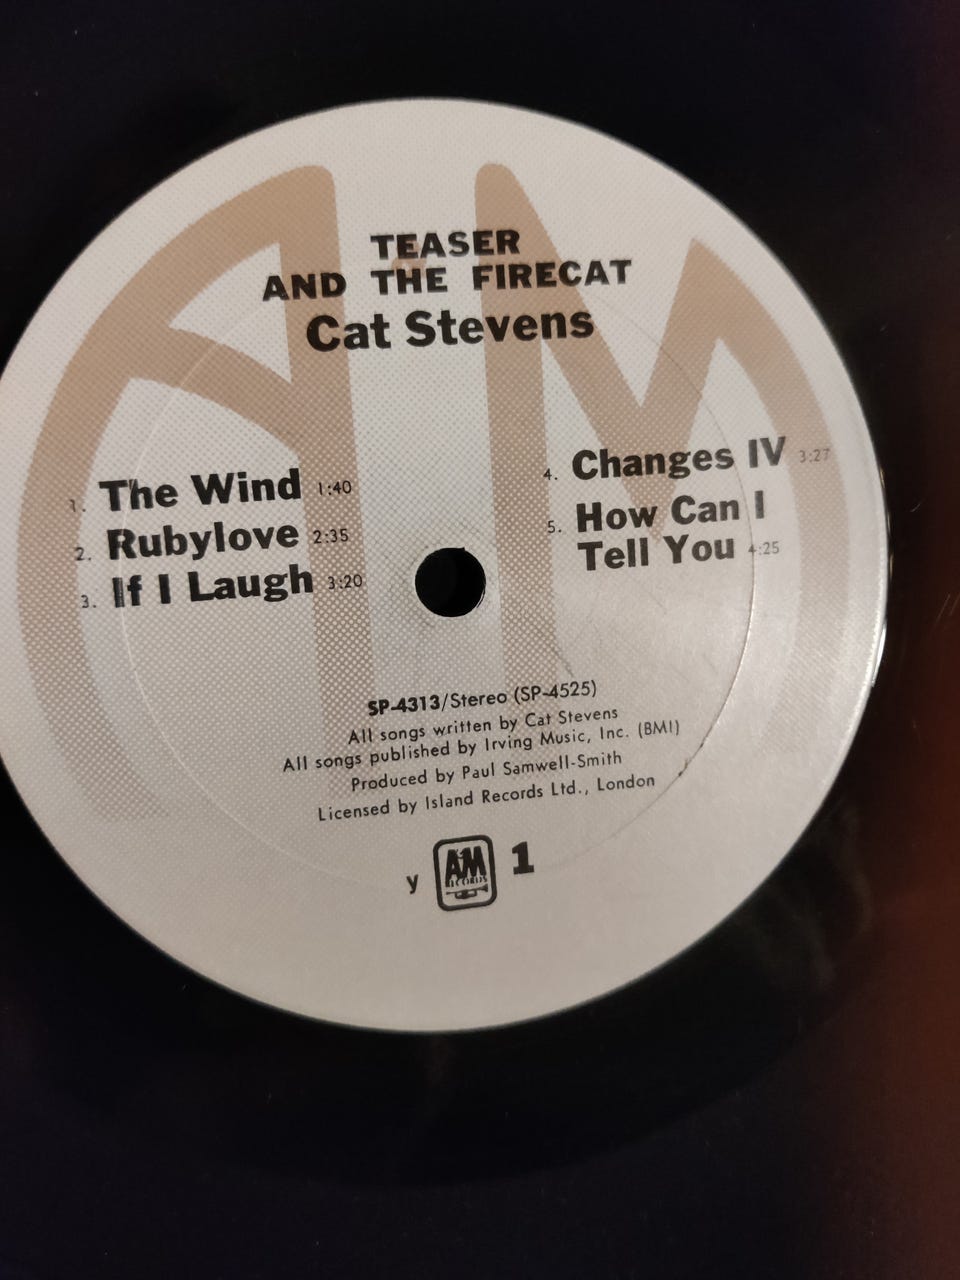 TEASER
AND THE FIRECAT
Cat Stevens
1. The Wind 1:40
2. Rubylove 2:35
3. If I Laugh 3:20
4. Changes IV 3:27
5. How Can I
Tell You 4:25
SP-4313/Stereo (SP-4525)
All songs written by Cat Stevens
All songs published by Irving Music, Inc. (BMI)
Produced by Paul Samwell-Smith
Licensed by Island Records Ltd., London
y AM RECORDS 1